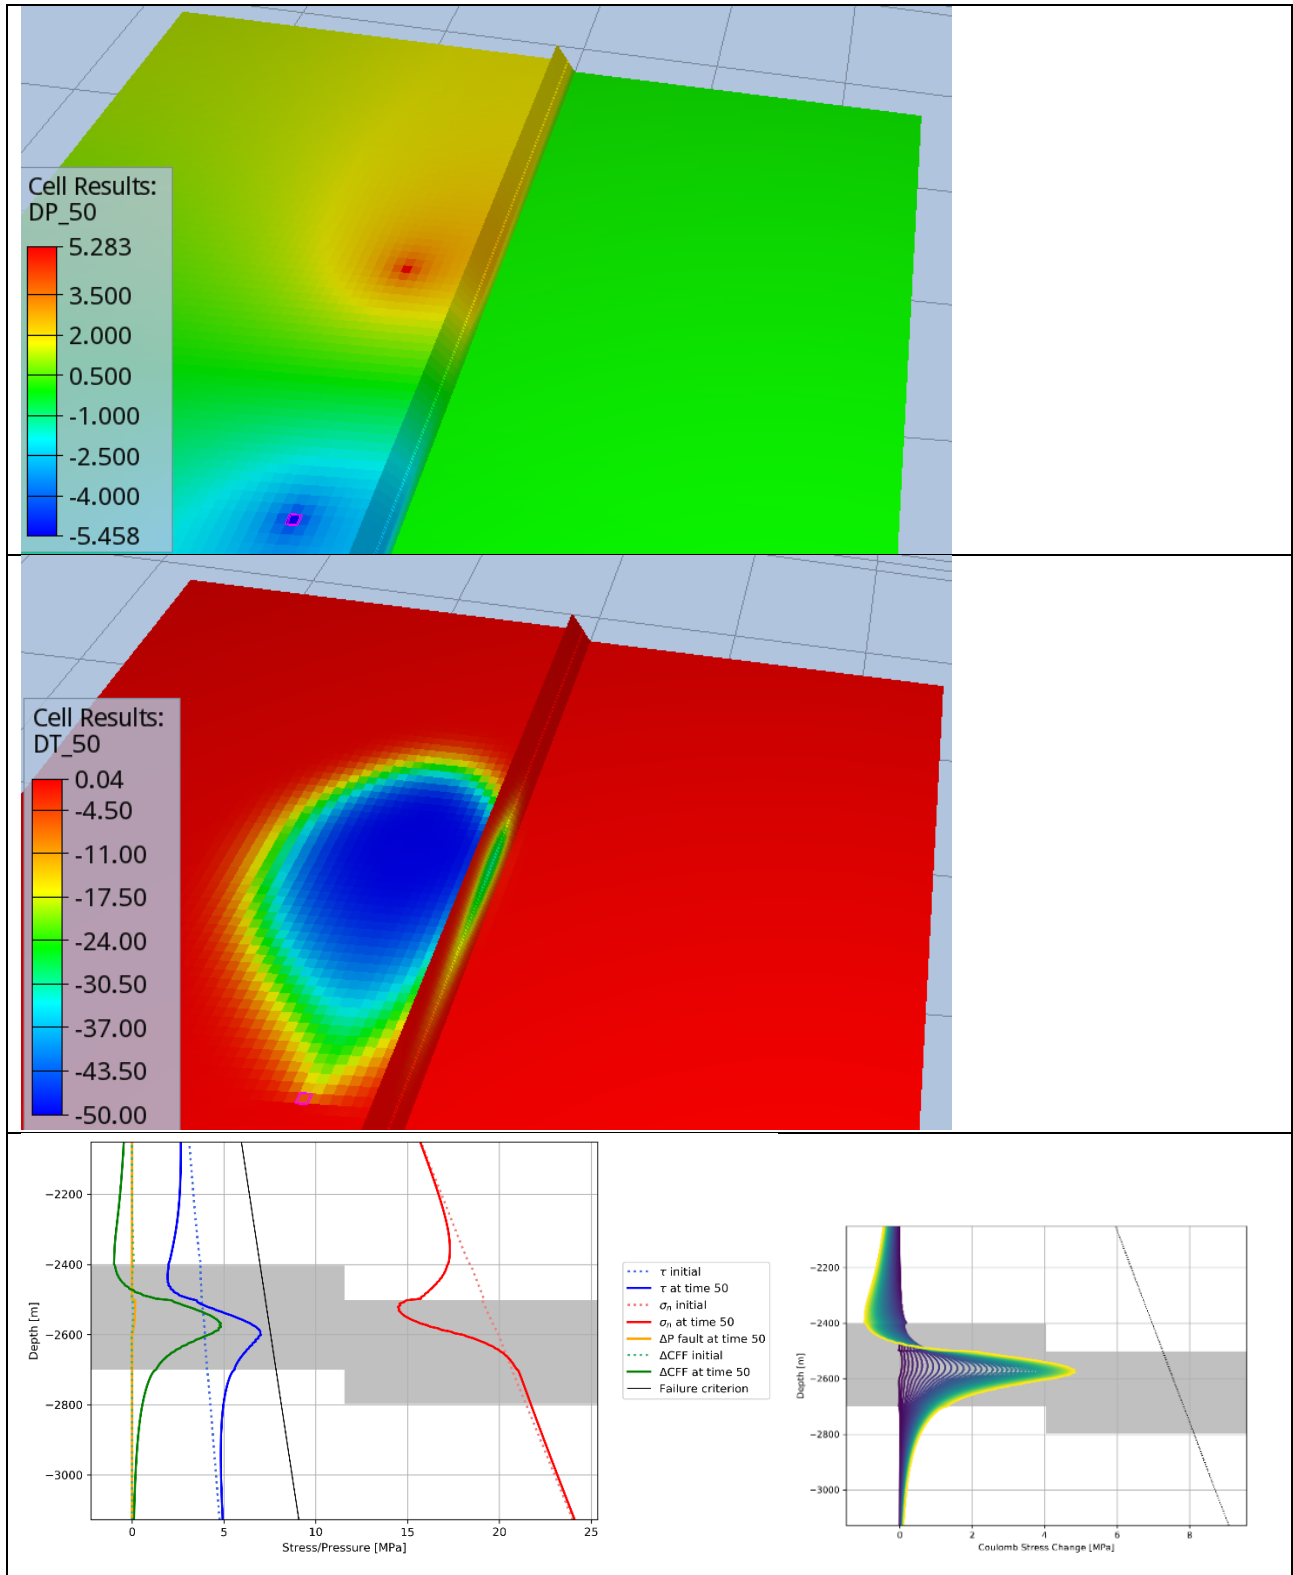 Cell Results:
DP_50
5.283
3.500
2.000
0.500
-1.000
-2.500
-4.000
-5.458
Cell Results:
DT_50
0.04
-4.50
-11.00
-17.50
-24.00
-30.50
-37.00
-43.50
-50.00
Depth [m]
−2200
−2400
−2600
−2800
−3000
0 5 10 15 20 25
Stress/Pressure [MPa]
τ initial
τ at time 50
σn initial
σn at time 50
ΔP fault at time 50
ΔCFF initial
ΔCFF at time 50
Failure criterion
Depth [m]
−2200
−2400
−2600
−2800
−3000
0 2 4 6 8
Coulomb Stress Change [MPa]